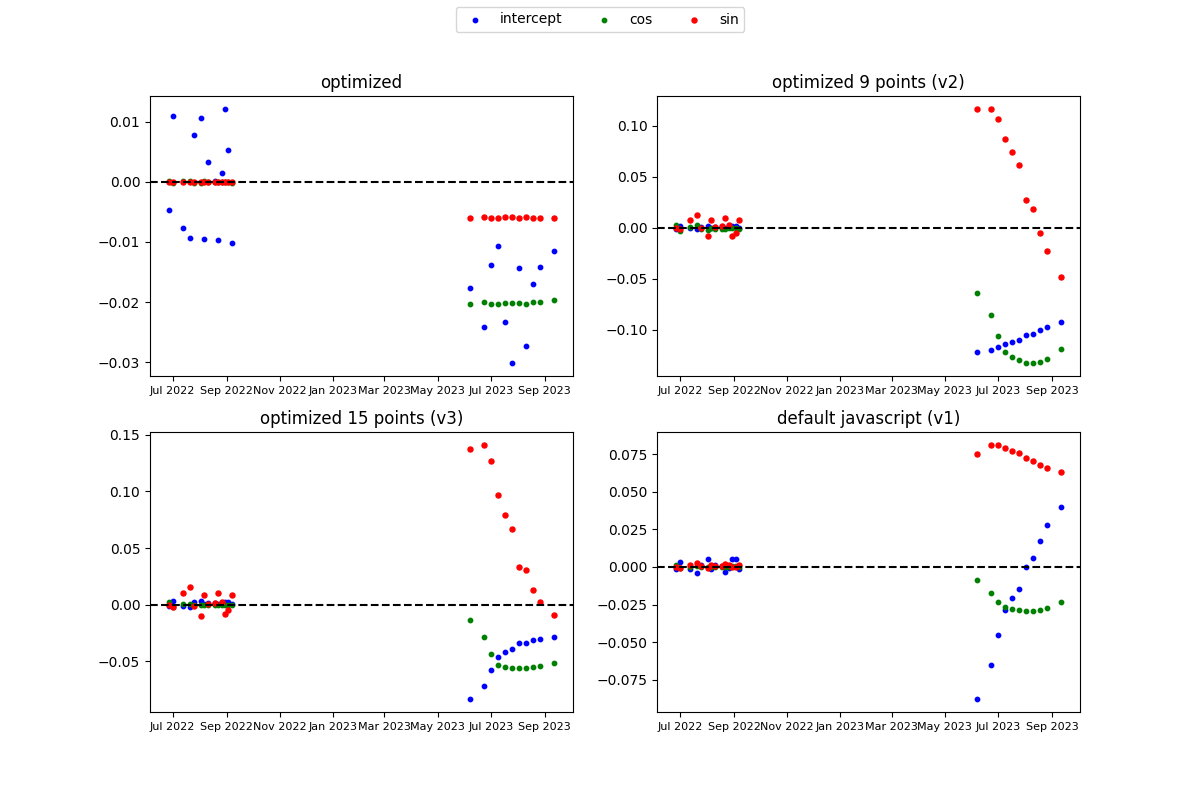 intercept cos sin
optimized
0.01
0.00
−0.01
−0.02
−0.03
Jul 2022 Sep 2022 Nov 2022 Jan 2023 Mar 2023 May 2023 Jul 2023 Sep 2023
optimized 9 points (v2)
0.10
0.05
0.00
−0.05
−0.10
Jul 2022 Sep 2022 Nov 2022 Jan 2023 Mar 2023 May 2023 Jul 2023 Sep 2023
optimized 15 points (v3)
0.15
0.10
0.05
0.00
−0.05
Jul 2022 Sep 2022 Nov 2022 Jan 2023 Mar 2023 May 2023 Jul 2023 Sep 2023
default javascript (v1)
0.075
0.050
0.025
0.000
−0.025
−0.050
−0.075
Jul 2022 Sep 2022 Nov 2022 Jan 2023 Mar 2023 May 2023 Jul 2023 Sep 2023